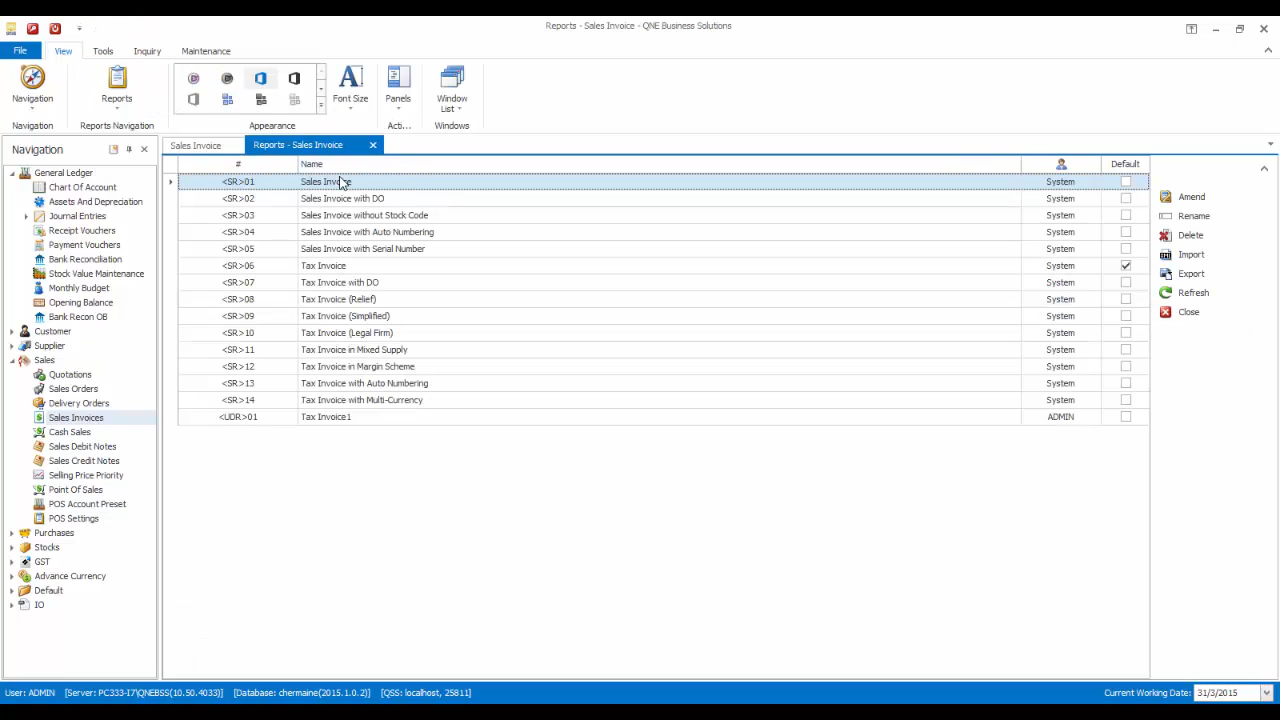 Reports - Sales Invoice - QNE Business Solutions
File View Tools Inquiry Maintenance
Navigation Reports Font Size Panels Window List
Navigation Reports Navigation Appearance Acti... Windows
Navigation
Sales Invoice Reports - Sales Invoice
General Ledger
Chart Of Account
Assets And Depreciation
Journal Entries
Receipt Vouchers
Payment Vouchers
Bank Reconciliation
Stock Value Maintenance
Monthly Budget
Opening Balance
Bank Recon OB
Customer
Supplier
Sales
Quotations
Sales Orders
Delivery Orders
Sales Invoices
Cash Sales
Sales Debit Notes
Sales Credit Notes
Selling Price Priority
Point Of Sales
POS Account Preset
POS Settings
Purchases
Stocks
GST
Advance Currency
Default
IO
# Name Default
<SR>01 Sales Invoice System
<SR>02 Sales Invoice with DO System
<SR>03 Sales Invoice without Stock Code System
<SR>04 Sales Invoice with Auto Numbering System
<SR>05 Sales Invoice with Serial Number System
<SR>06 Tax Invoice System
<SR>07 Tax Invoice with DO System
<SR>08 Tax Invoice (Relief) System
<SR>09 Tax Invoice (Simplified) System
<SR>10 Tax Invoice (Legal Firm) System
<SR>11 Tax Invoice in Mixed Supply System
<SR>12 Tax Invoice in Margin Scheme System
<SR>13 Tax Invoice with Auto Numbering System
<SR>14 Tax Invoice with Multi-Currency System
<UDR>01 Tax Invoice1 ADMIN
Amend
Rename
Delete
Import
Export
Refresh
Close
User: ADMIN [Server: PC333-I7\QNEBSS(10.50.4033)] [Database: chermaine(2015.1.0.2)] [QSS: localhost, 25811] Current Working Date: 31/3/2015